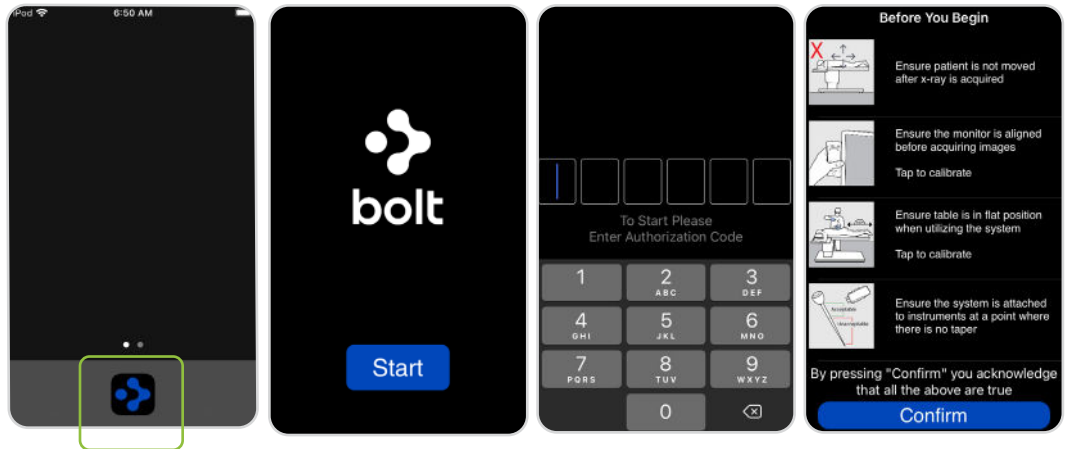 iPod
6:50 AM
bolt
Start
To Start Please
Enter Authorization Code
1
2
ABC
3
DEF
4
GHI
5
JKL
6
MNO
7
PQRS
8
TUV
9
WXYZ
0
Before You Begin
X
Ensure patient is not moved
after x-ray is acquired
Ensure the monitor is aligned
before acquiring images
Tap to calibrate
Ensure table is in flat position
when utilizing the system
Tap to calibrate
Acceptable
Unacceptable
Ensure the system is attached
to instruments at a point where
there is no taper
By pressing "Confirm" you acknowledge
that all the above are true
Confirm